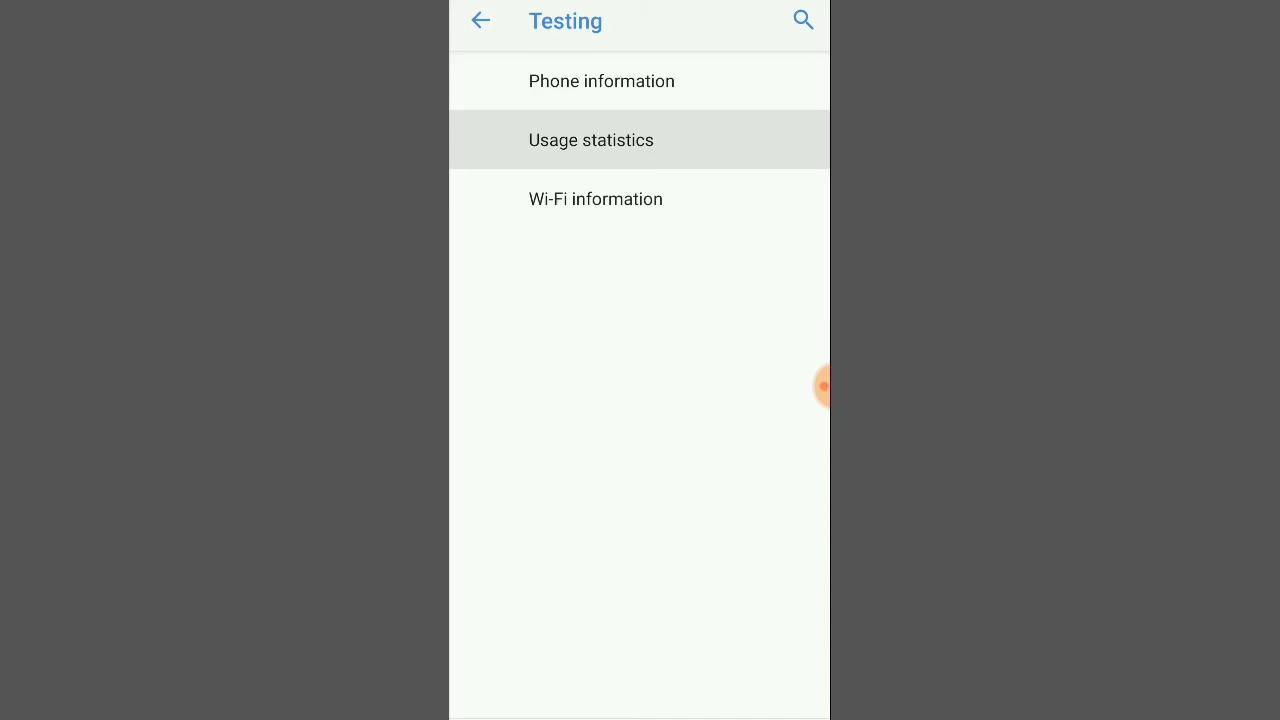 Testing
Phone information
Usage statistics
Wi-Fi information